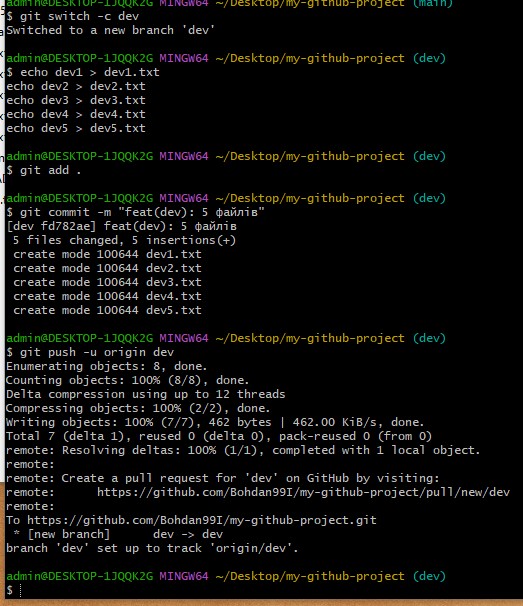 admin@DESKTOP-1JQQK2G MINGW64 ~/Desktop/my-github-project (main)
$ git switch -c dev
Switched to a new branch 'dev'
admin@DESKTOP-1JQQK2G MINGW64 ~/Desktop/my-github-project (dev)
$ echo dev1 > dev1.txt
echo dev2 > dev2.txt
echo dev3 > dev3.txt
echo dev4 > dev4.txt
echo dev5 > dev5.txt
admin@DESKTOP-1JQQK2G MINGW64 ~/Desktop/my-github-project (dev)
$ git add .
admin@DESKTOP-1JQQK2G MINGW64 ~/Desktop/my-github-project (dev)
$ git commit -m "feat(dev): 5 файлів"
[dev fd782ae] feat(dev): 5 файлів
 5 files changed, 5 insertions(+)
 create mode 100644 dev1.txt
 create mode 100644 dev2.txt
 create mode 100644 dev3.txt
 create mode 100644 dev4.txt
 create mode 100644 dev5.txt
admin@DESKTOP-1JQQK2G MINGW64 ~/Desktop/my-github-project (dev)
$ git push -u origin dev
Enumerating objects: 8, done.
Counting objects: 100% (8/8), done.
Delta compression using up to 12 threads
Compressing objects: 100% (2/2), done.
Writing objects: 100% (7/7), 462 bytes | 462.00 KiB/s, done.
Total 7 (delta 1), reused 0 (delta 0), pack-reused 0 (from 0)
remote: Resolving deltas: 100% (1/1), completed with 1 local object.
remote:
remote: Create a pull request for 'dev' on GitHub by visiting:
remote:      https://github.com/Bohdan99I/my-github-project/pull/new/dev
remote:
To https://github.com/Bohdan99I/my-github-project.git
 * [new branch]      dev -> dev
branch 'dev' set up to track 'origin/dev'.
admin@DESKTOP-1JQQK2G MINGW64 ~/Desktop/my-github-project (dev)
$